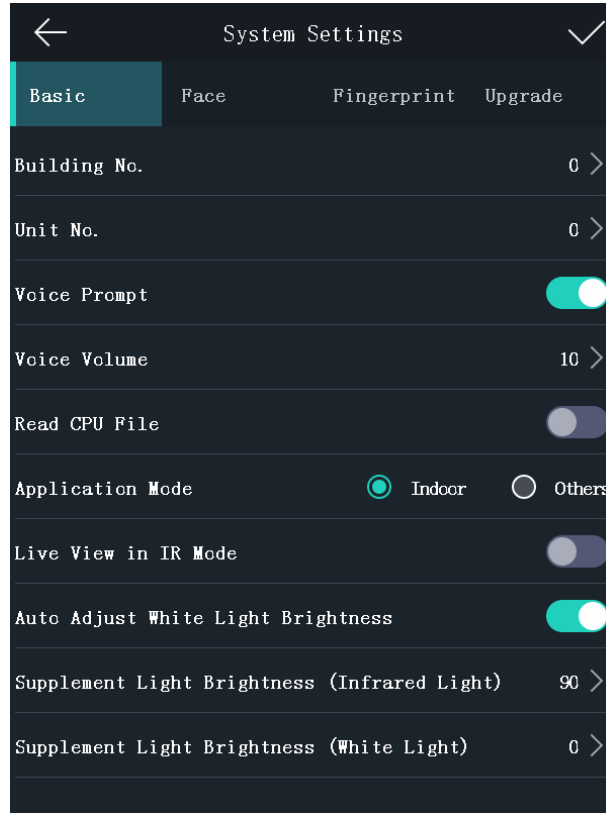 System Settings
Basic Face Fingerprint Upgrade
Building No. 0
Unit No. 0
Voice Prompt
Voice Volume 10
Read CPU File
Application Mode Indoor Others
Live View in IR Mode
Auto Adjust White Light Brightness
Supplement Light Brightness (Infrared Light) 90
Supplement Light Brightness (White Light) 0